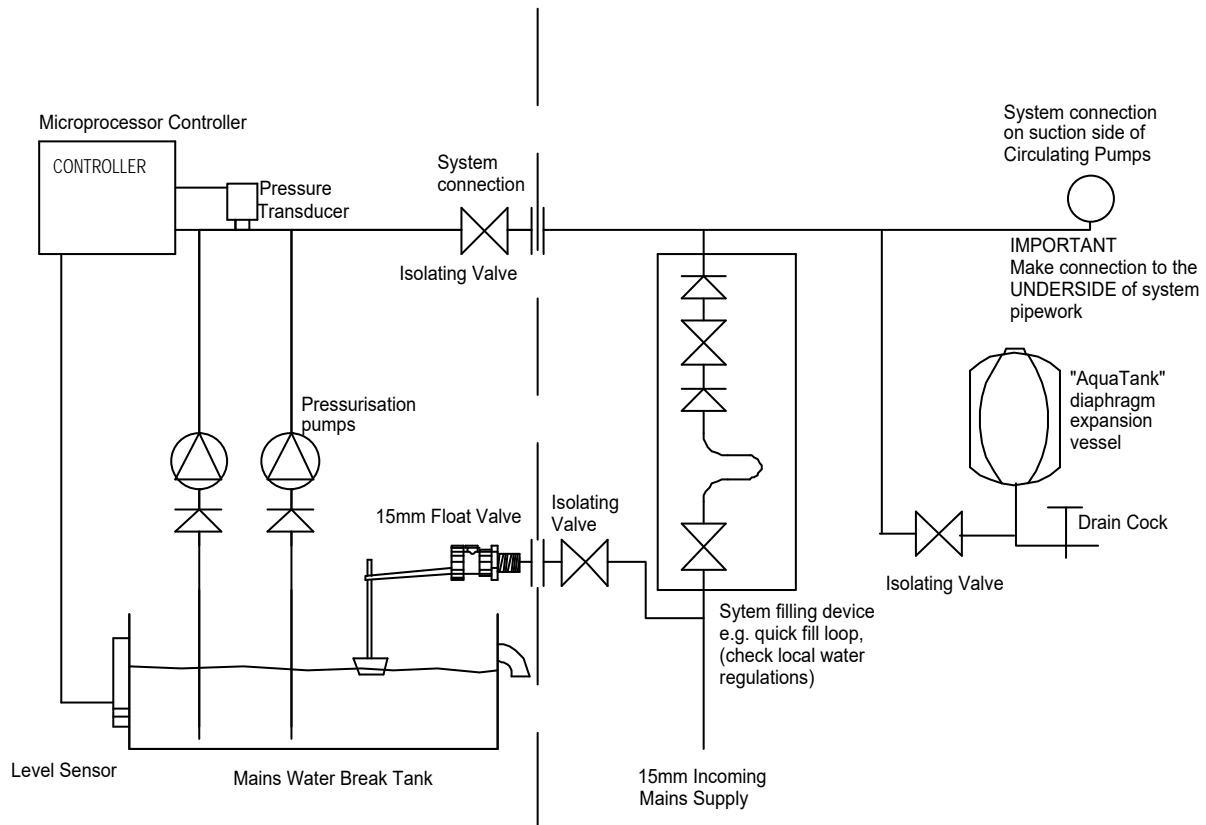 Microprocessor Controller
CONTROLLER
Pressure
Transducer
System
connection
Isolating Valve
System connection
on suction side of
Circulating Pumps
IMPORTANT
Make connection to the
UNDERSIDE of system
pipework
"AquaTank"
diaphragm
expansion
vessel
Pressurisation
pumps
15mm Float Valve
Isolating
Valve
Drain Cock
Isolating Valve
Sytem filling device
e.g. quick fill loop,
(check local water
regulations)
Level Sensor
Mains Water Break Tank
15mm Incoming
Mains Supply